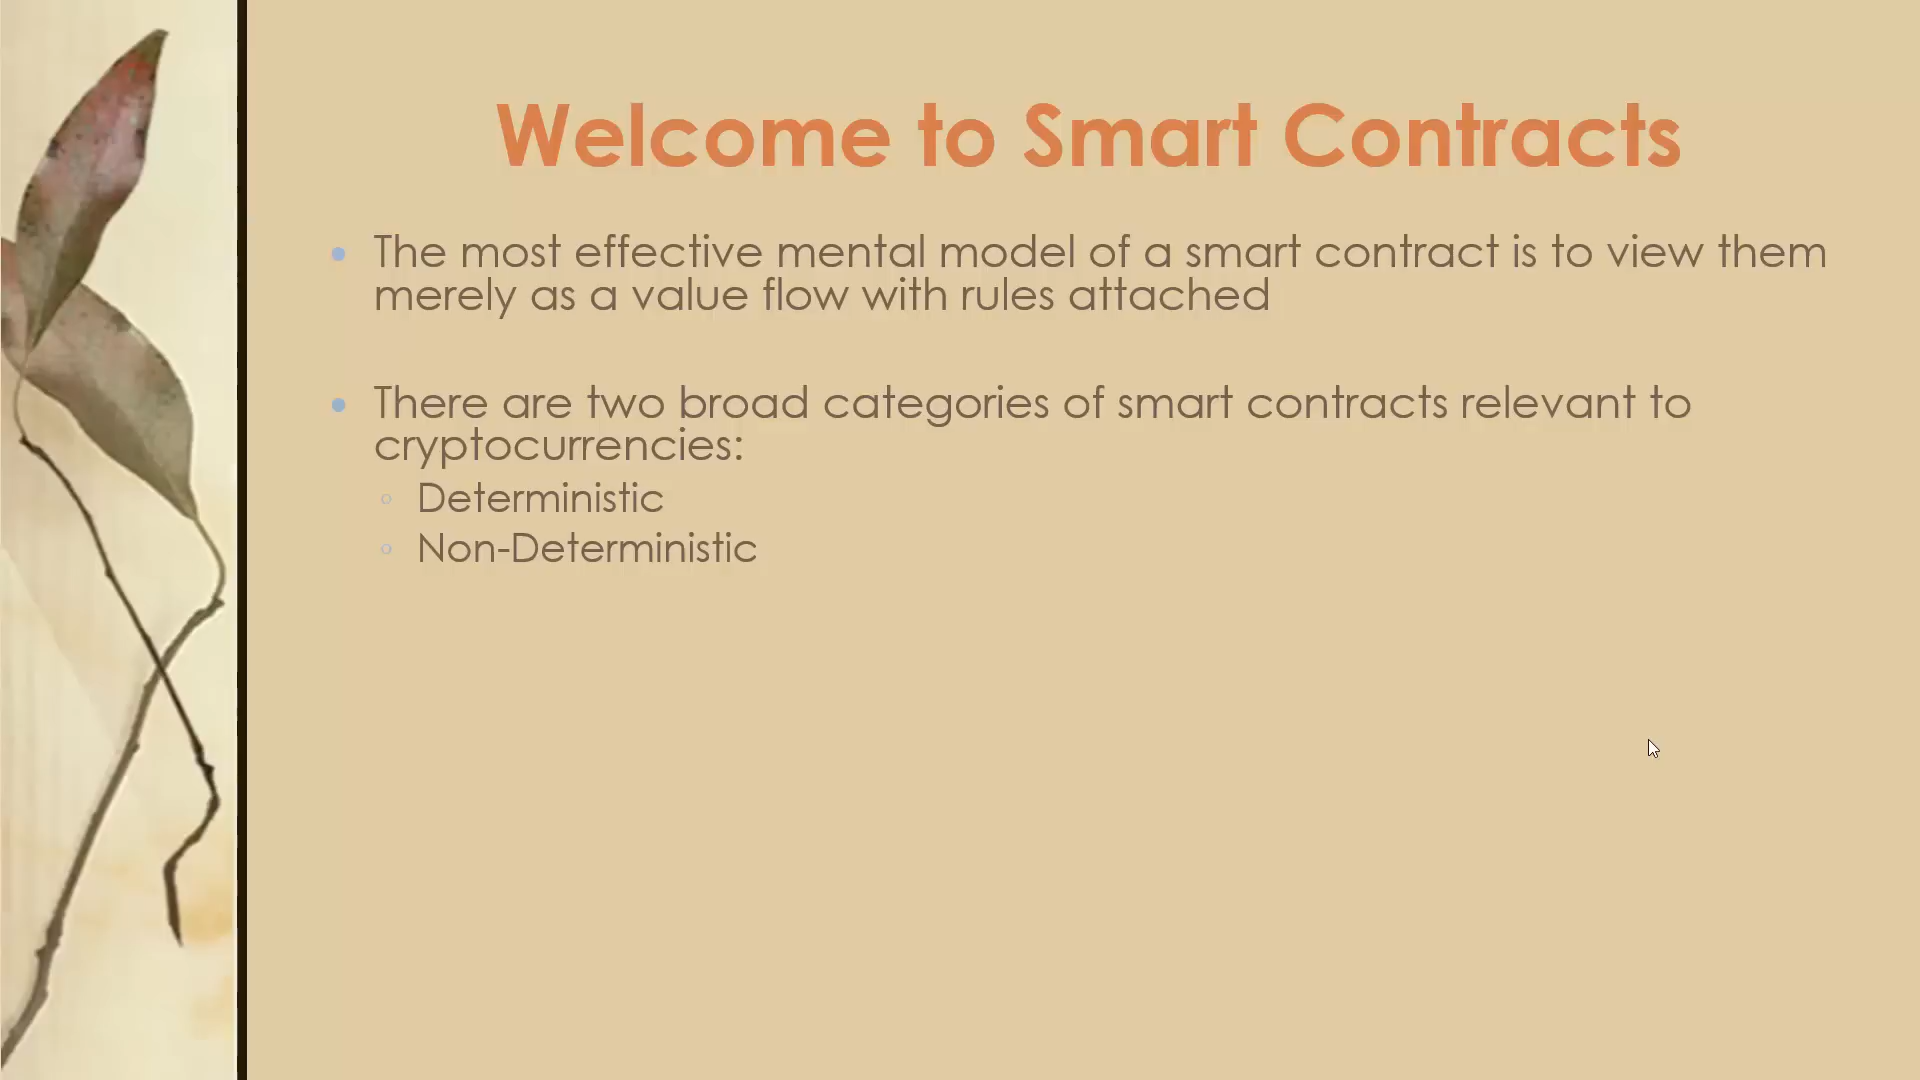 Welcome to Smart Contracts
The most effective mental model of a smart contract is to view them
merely as a value flow with rules attached
There are two broad categories of smart contracts relevant to
cryptocurrencies:
Deterministic
Non-Deterministic